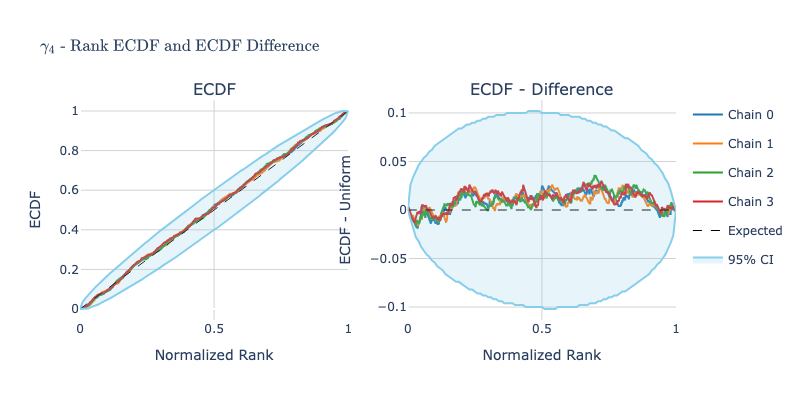 γ₄ - Rank ECDF and ECDF Difference
ECDF
ECDF
1
0.8
0.6
0.4
0.2
0
0
0.5
1
Normalized Rank
ECDF - Difference
ECDF - Uniform
0.1
0.05
0
−0.05
−0.1
0
0.5
1
Normalized Rank
Chain 0
Chain 1
Chain 2
Chain 3
Expected
95% CI